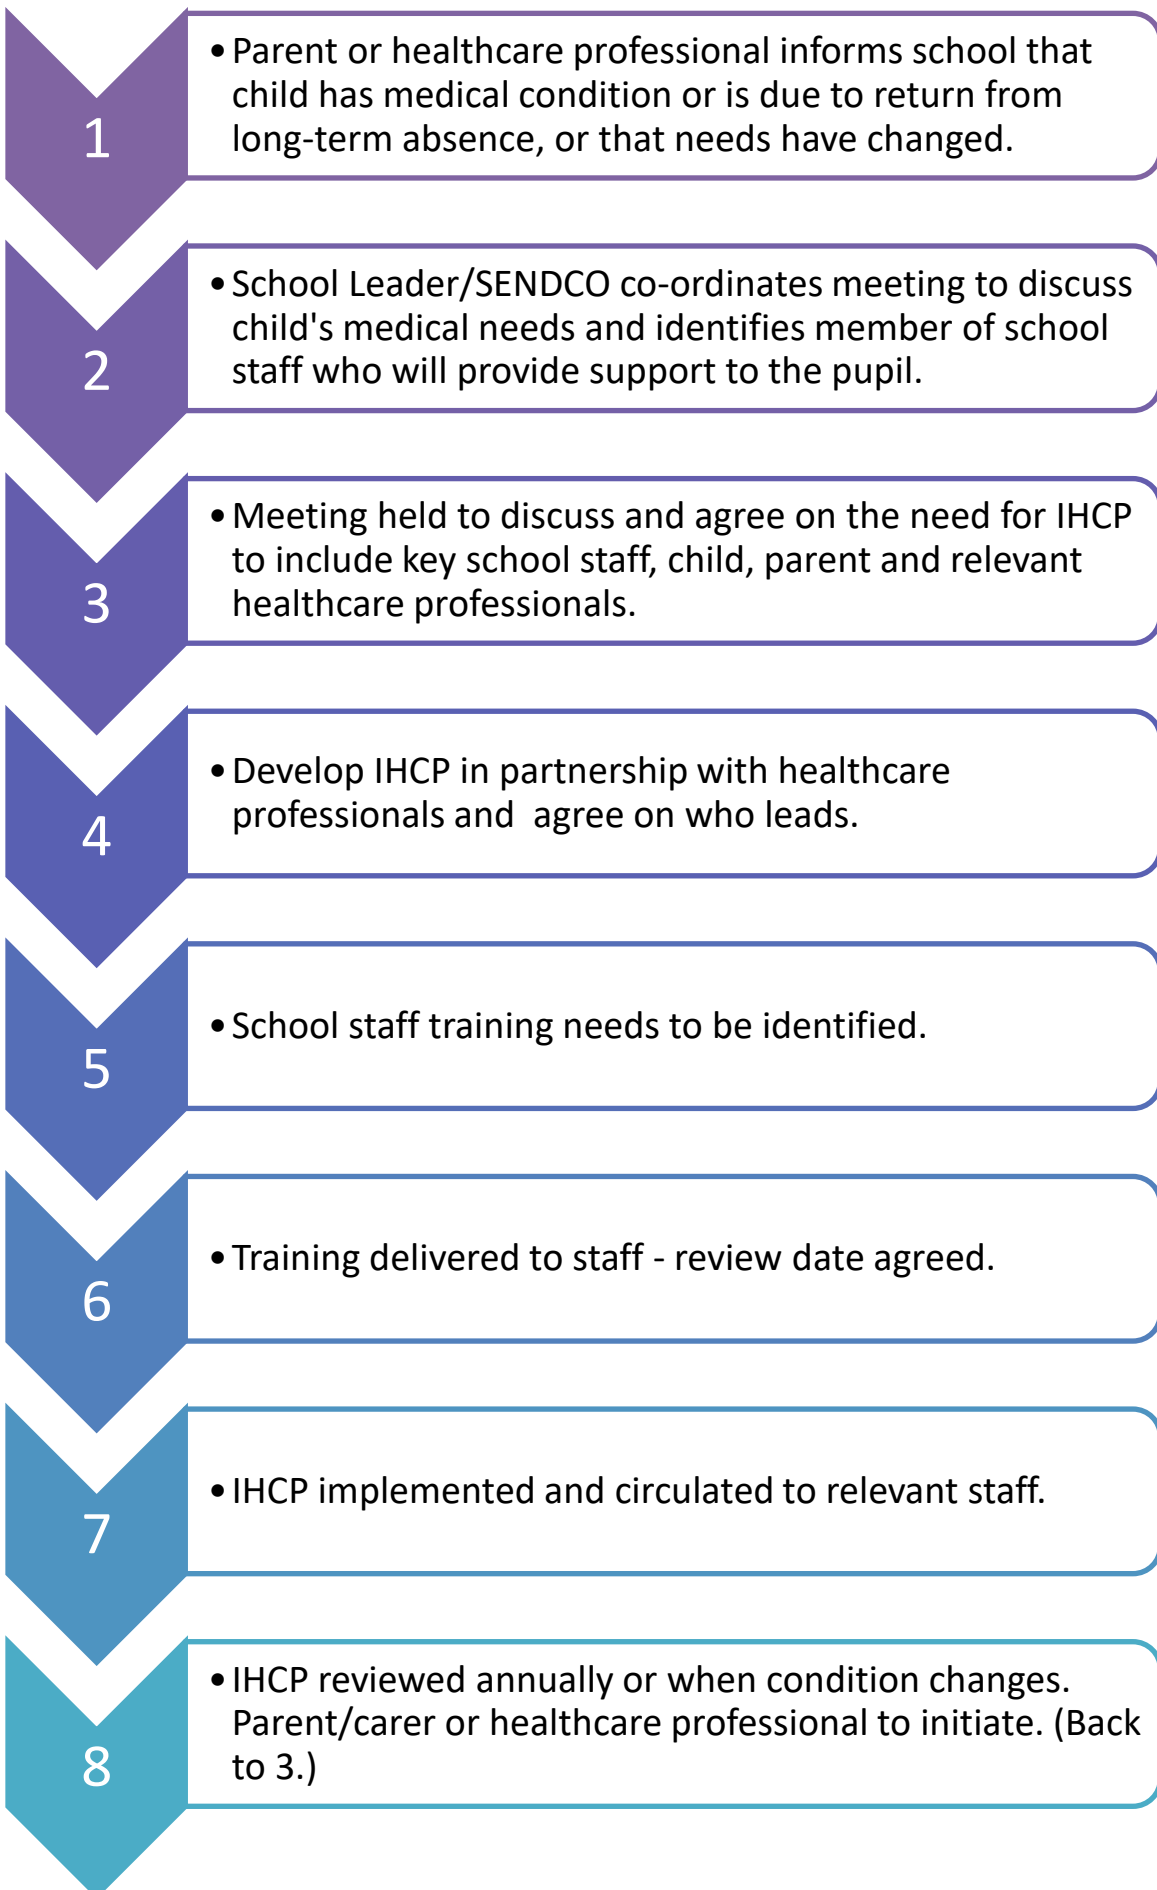 1
•Parent or healthcare professional informs school that
child has medical condition or is due to return from
long-term absence, or that needs have changed.
2
•School Leader/SENDCO co-ordinates meeting to discuss
child's medical needs and identifies member of school
staff who will provide support to the pupil.
3
•Meeting held to discuss and agree on the need for IHCP
to include key school staff, child, parent and relevant
healthcare professionals.
4
•Develop IHCP in partnership with healthcare
professionals and  agree on who leads.
5
•School staff training needs to be identified.
6
•Training delivered to staff - review date agreed.
7
•IHCP implemented and circulated to relevant staff.
8
•IHCP reviewed annually or when condition changes.
Parent/carer or healthcare professional to initiate. (Back
to 3.)